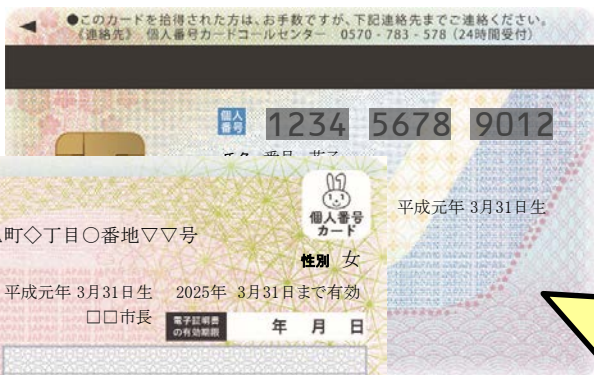 ●このカードを拾得された方は、お手数ですが、下記連絡先までご連絡ください。
《連絡先》 個人番号カードコールセンター 0570-783-578 (24時間受付)
個人番号 1234 5678 9012
番号 花子
平成元年 3月31日生
個人番号カード
町◇丁目○番地▽▽号
性別 女
平成元年 3月31日生 2025年 3月31日まで有効
□□市長
電子証明書の有効期限 年 月 日